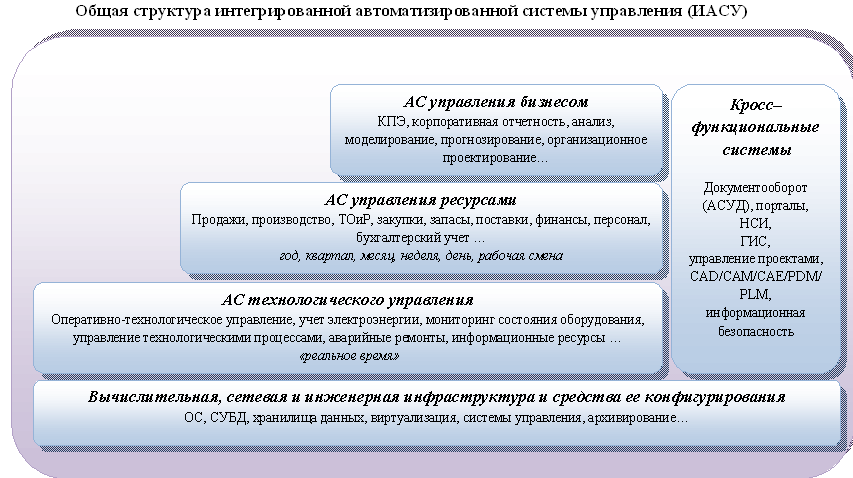 Общая структура интегрированной автоматизированной системы управления (ИАСУ)
АС управления бизнесом
КПЭ, корпоративная отчетность, анализ,
моделирование, прогнозирование, организационное
проектирование…
АС управления ресурсами
Продажи, производство, ТОиР, закупки, запасы, поставки, финансы, персонал,
бухгалтерский учет …
год, квартал, месяц, неделя, день, рабочая смена
АС технологического управления
Оперативно-технологическое управление, учет электроэнергии, мониторинг состояния оборудования,
управление технологическими процессами, аварийные ремонты, информационные ресурсы …
«реальное время»
Кросс–
функциональные
системы
Документооборот
(АСУД), порталы,
НСИ,
ГИС,
управление проектами,
CAD/CAM/CAE/PDM/
PLM,
информационная
безопасность
Вычислительная, сетевая и инженерная инфраструктура и средства ее конфигурирования
ОС, СУБД, хранилища данных, виртуализация, системы управления, архивирование…